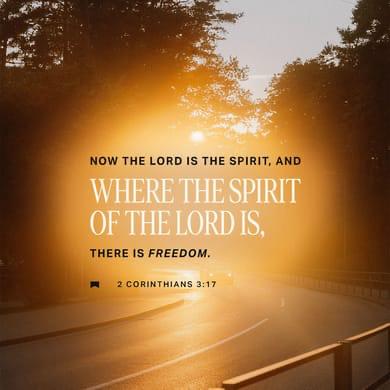 NOW THE LORD IS THE SPIRIT, AND
WHERE THE SPIRIT
OF THE LORD IS,
THERE IS FREEDOM.
2 CORINTHIANS 3:17